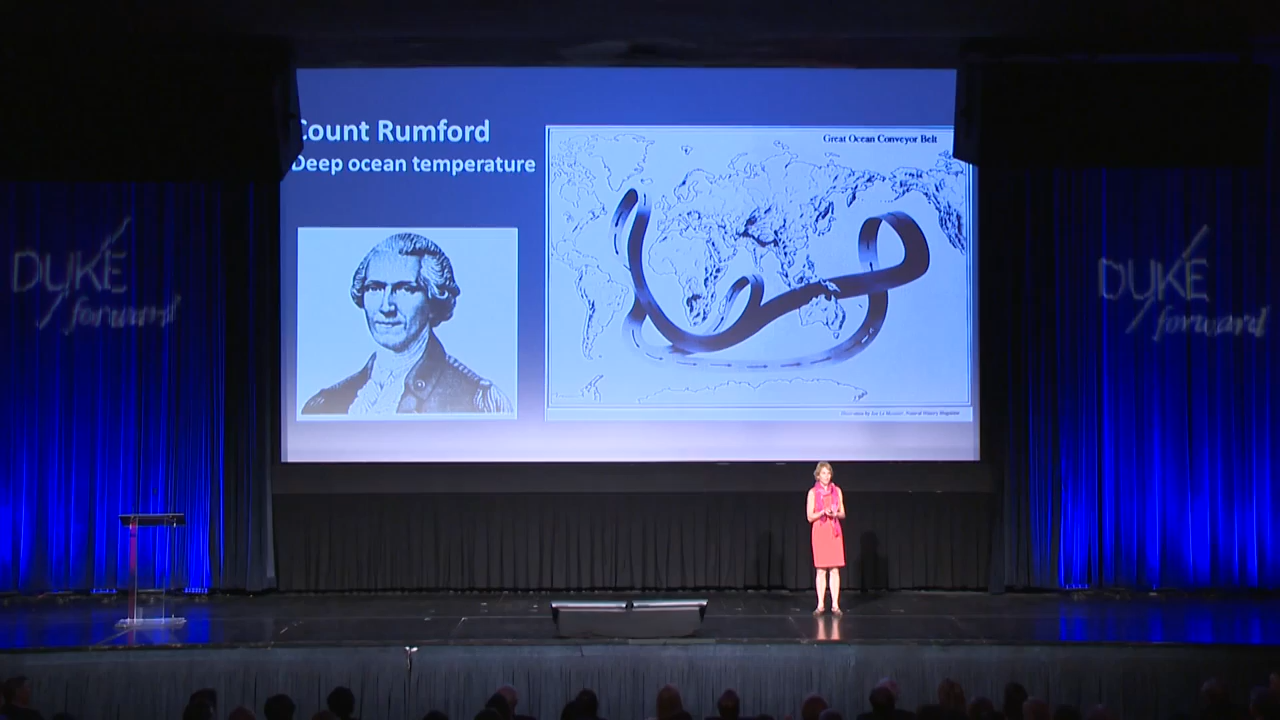 Count Rumford
Deep ocean temperature
Great Ocean Conveyor Belt
DUKE
forward
DUKE
forward